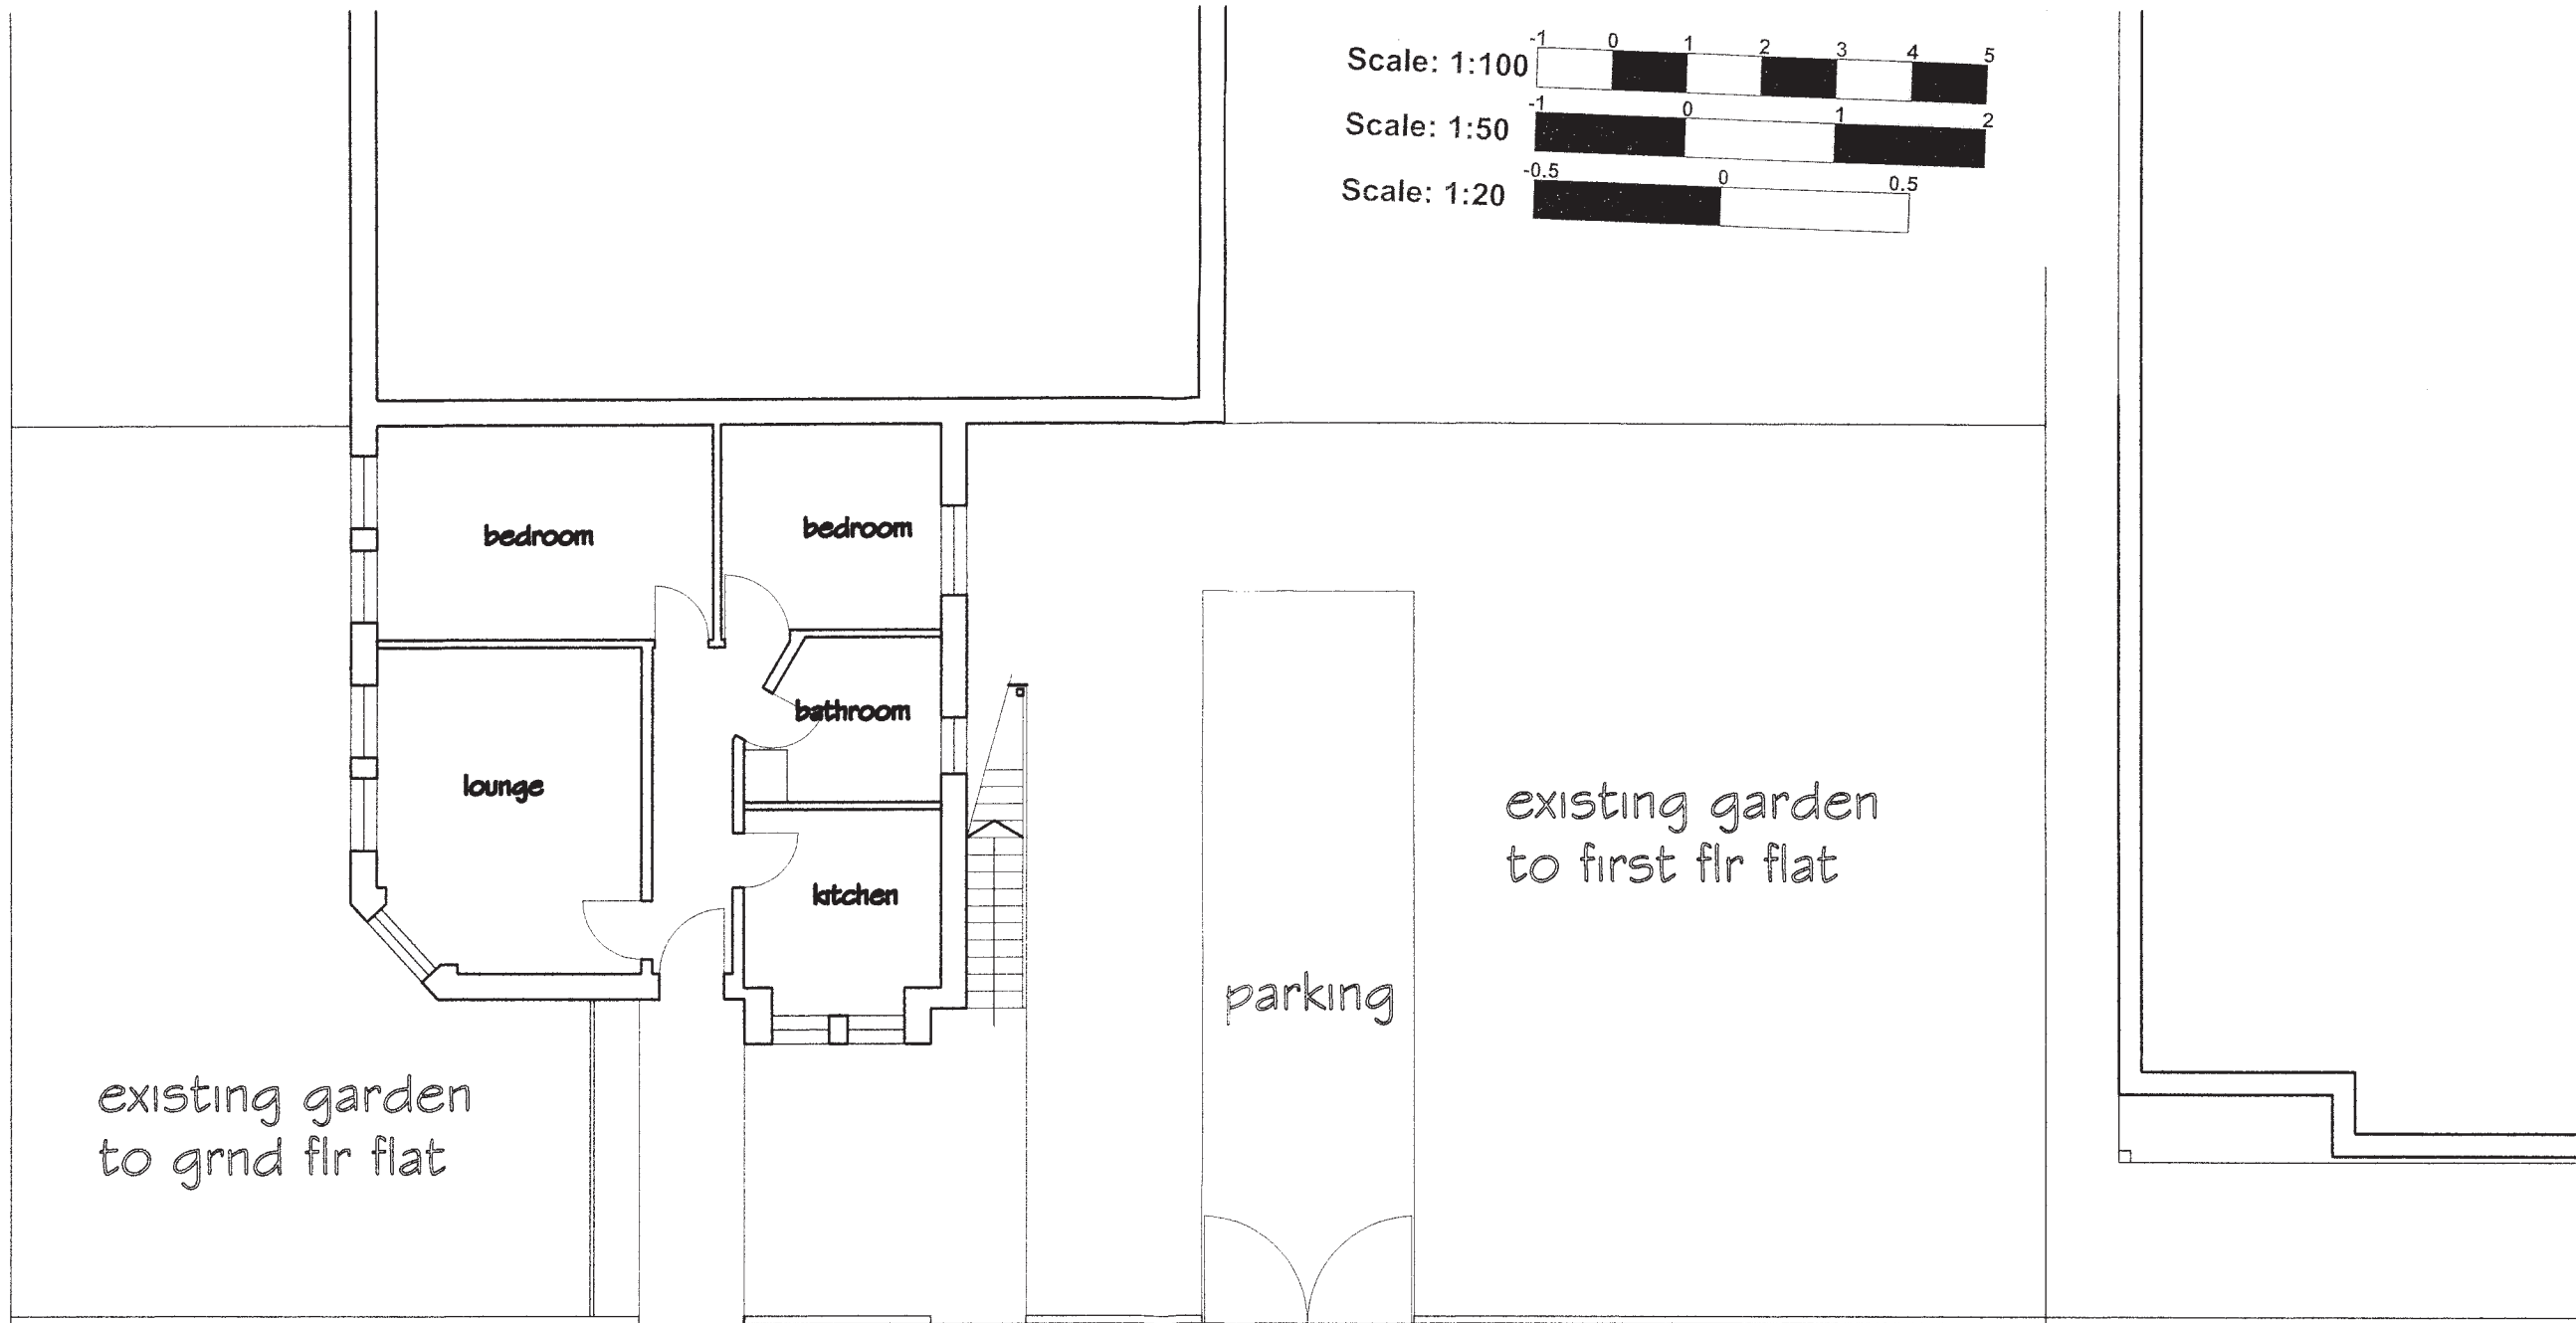 Scale: 1:100
-1 0 1 2 3 4 5
Scale: 1:50
-1 0 1 2
Scale: 1:20
-0.5 0 0.5
bedroom
bedroom
bathroom
lounge
kitchen
existing garden
to first flr flat
parking
existing garden
to grnd flr flat